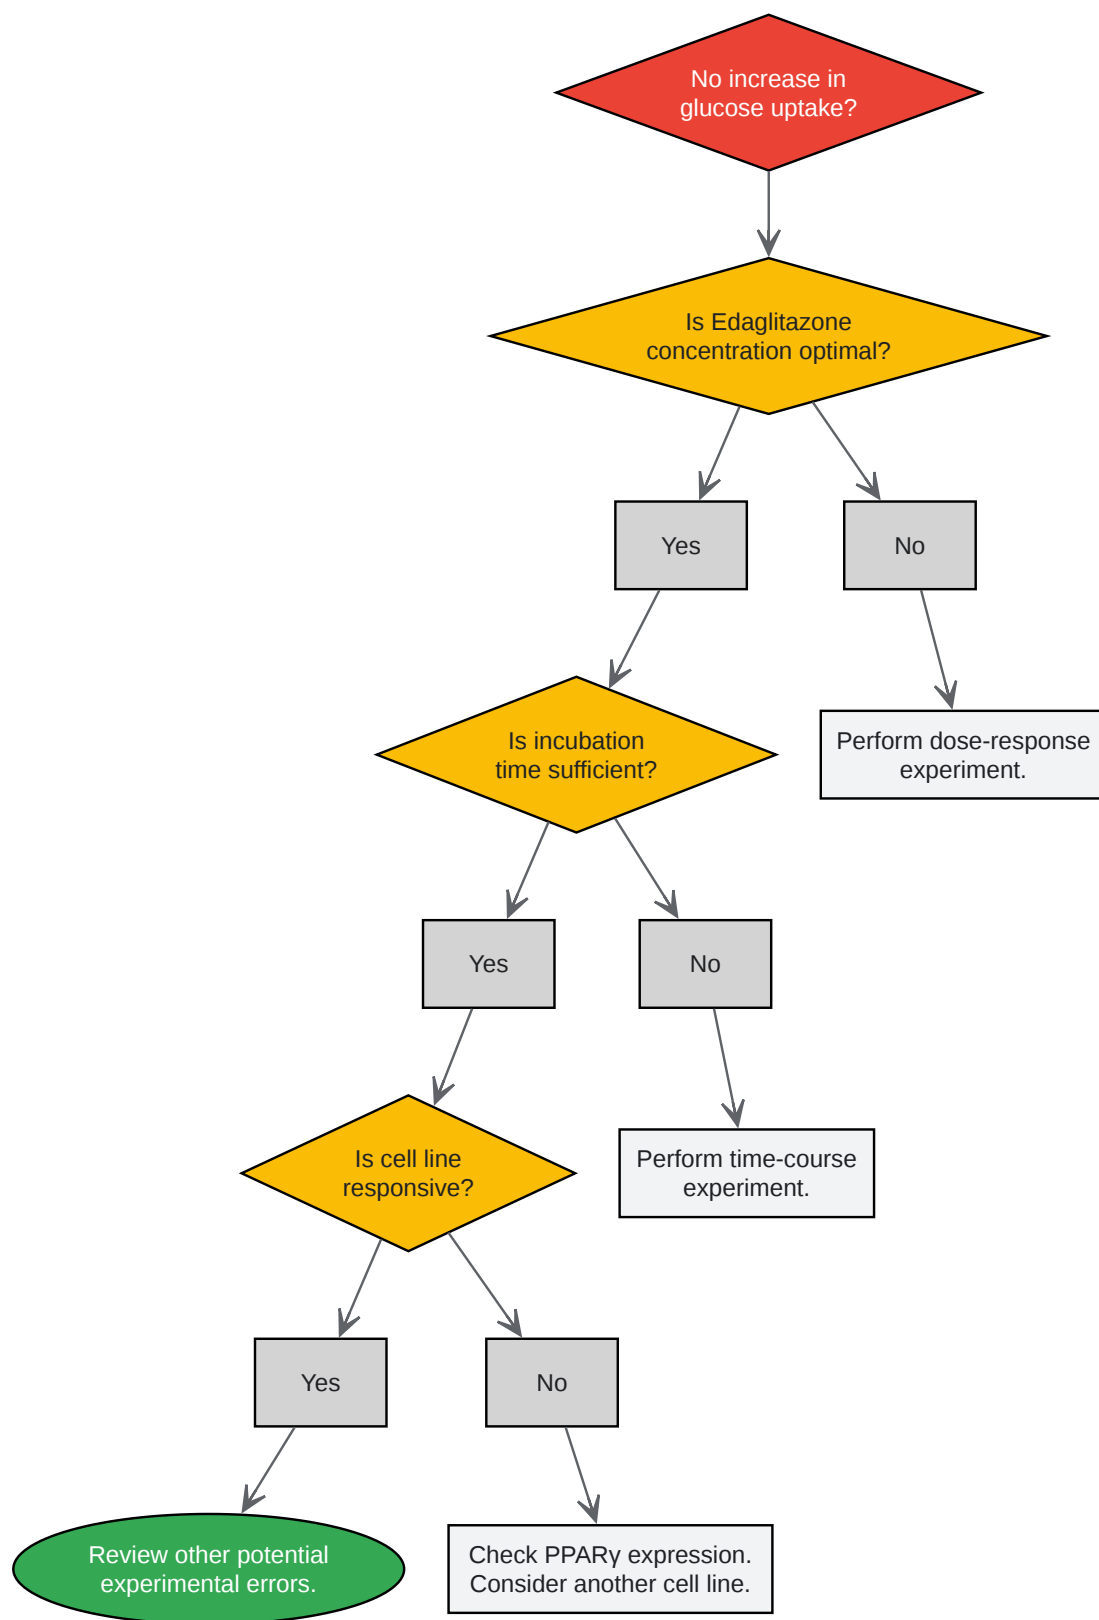 No increase in
glucose uptake?
Is Edaglitazone
concentration optimal?
Yes
No
Is incubation
time sufficient?
Perform dose-response
experiment.
Yes
No
Is cell line
responsive?
Perform time-course
experiment.
Yes
No
Review other potential
experimental errors.
Check PPARγ expression.
Consider another cell line.